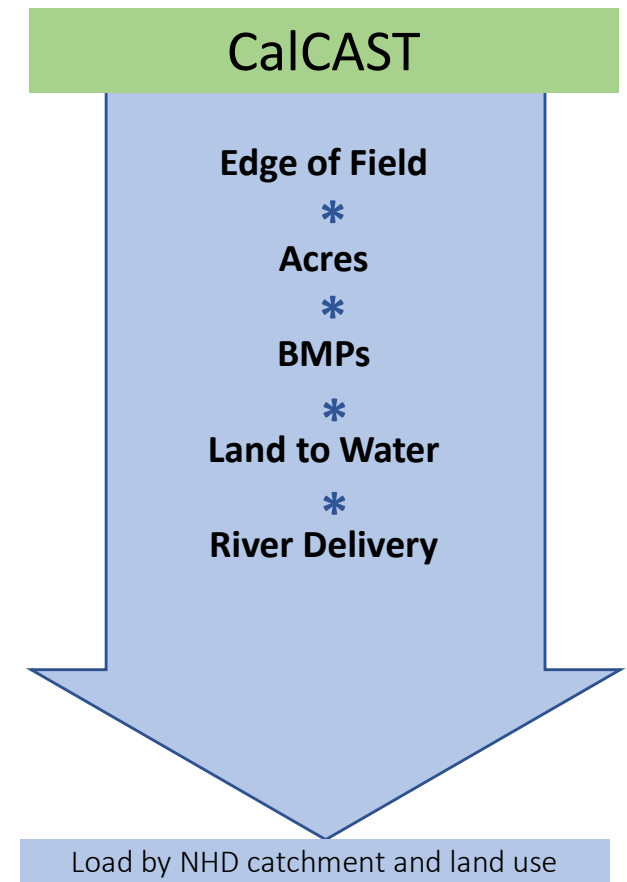 CalCAST
Edge of Field
*
Acres
*
BMPs
*
Land to Water
*
River Delivery
Load by NHD catchment and land use